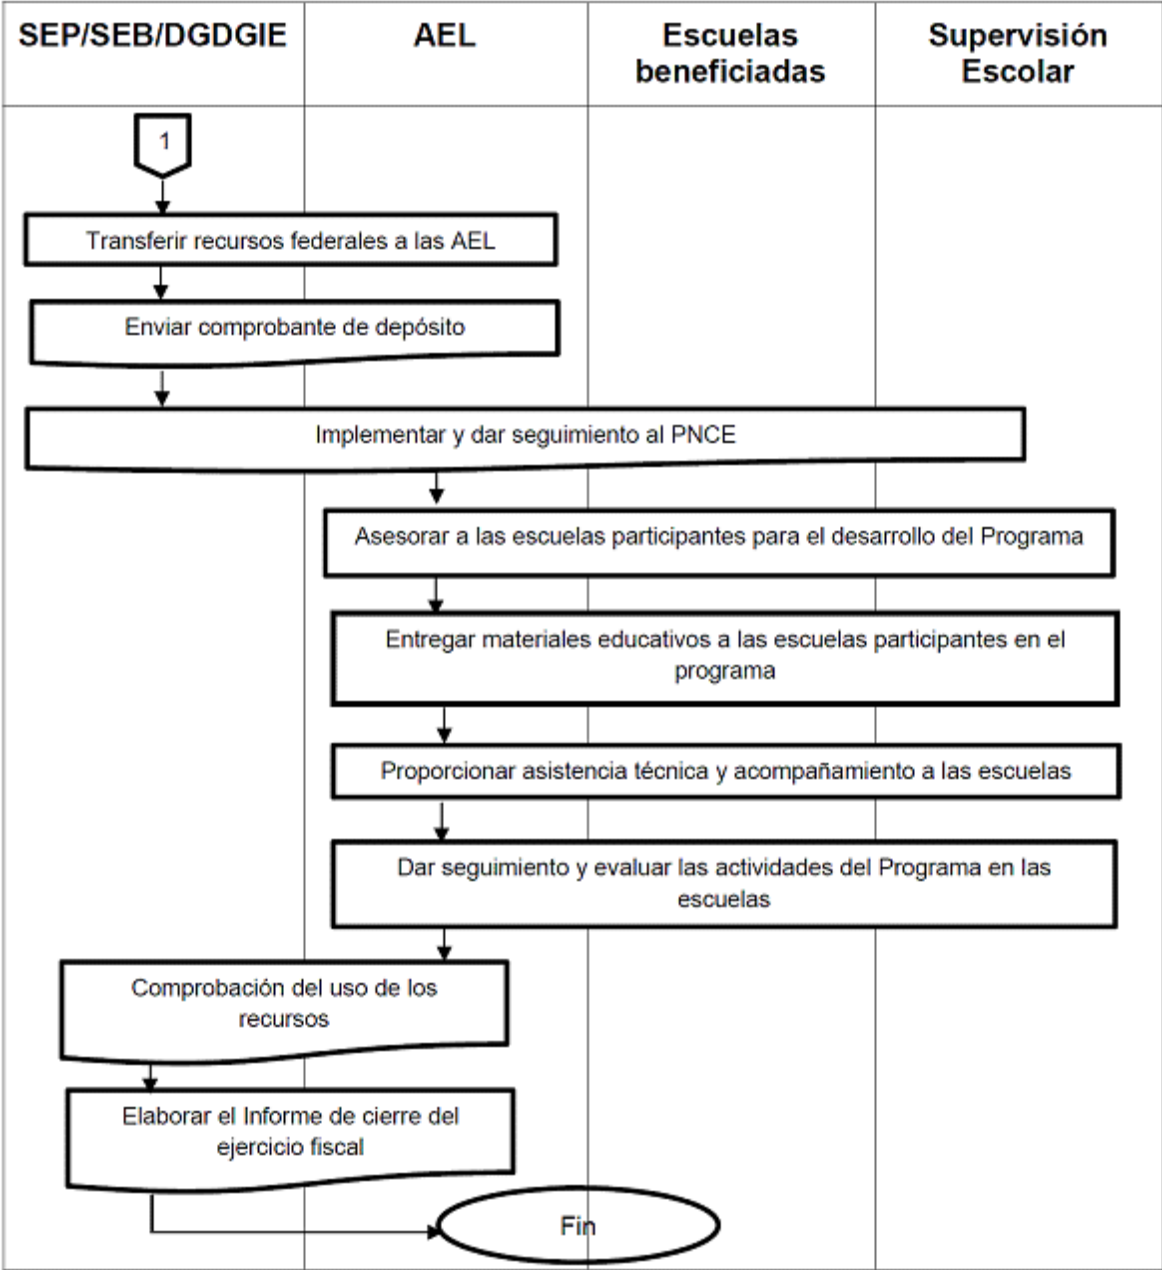 SEP/SEB/DGDGIE
AEL
Escuelas
beneficiadas
Supervisión
Escolar
1
Transferir recursos federales a las AEL
Enviar comprobante de depósito
Implementar y dar seguimiento al PNCE
Asesorar a las escuelas participantes para el desarrollo del Programa
Entregar materiales educativos a las escuelas participantes en el
programa
Proporcionar asistencia técnica y acompañamiento a las escuelas
Dar seguimiento y evaluar las actividades del Programa en las
escuelas
Comprobación del uso de los
recursos
Elaborar el Informe de cierre del
ejercicio fiscal
Fin